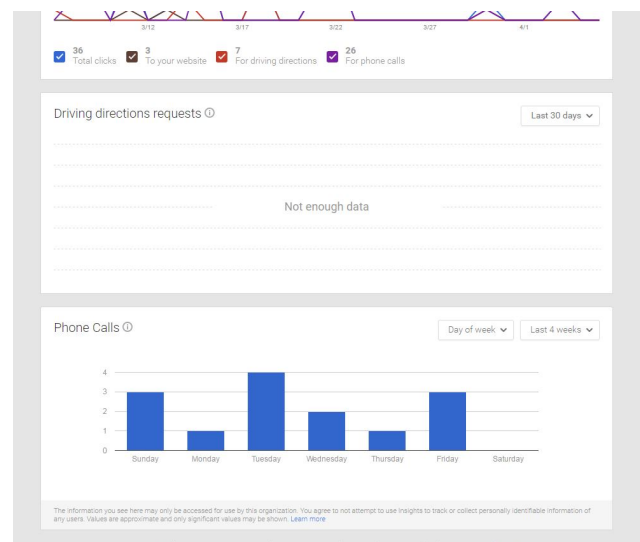 3/12 3/17 3/22 3/27 4/1
36 3 7 26
Total clicks To your website For driving directions For phone calls
Driving directions requests
Last 30 days
Not enough data
Phone Calls
Day of week Last 4 weeks
4
3
2
1
0
Sunday Monday Tuesday Wednesday Thursday Friday Saturday
The information you see here may only be accessed for use by this organization. You agree to not attempt to use Insights to track or collect personally identifiable information of
any users. Values are approximate and only significant values may be shown. Learn more